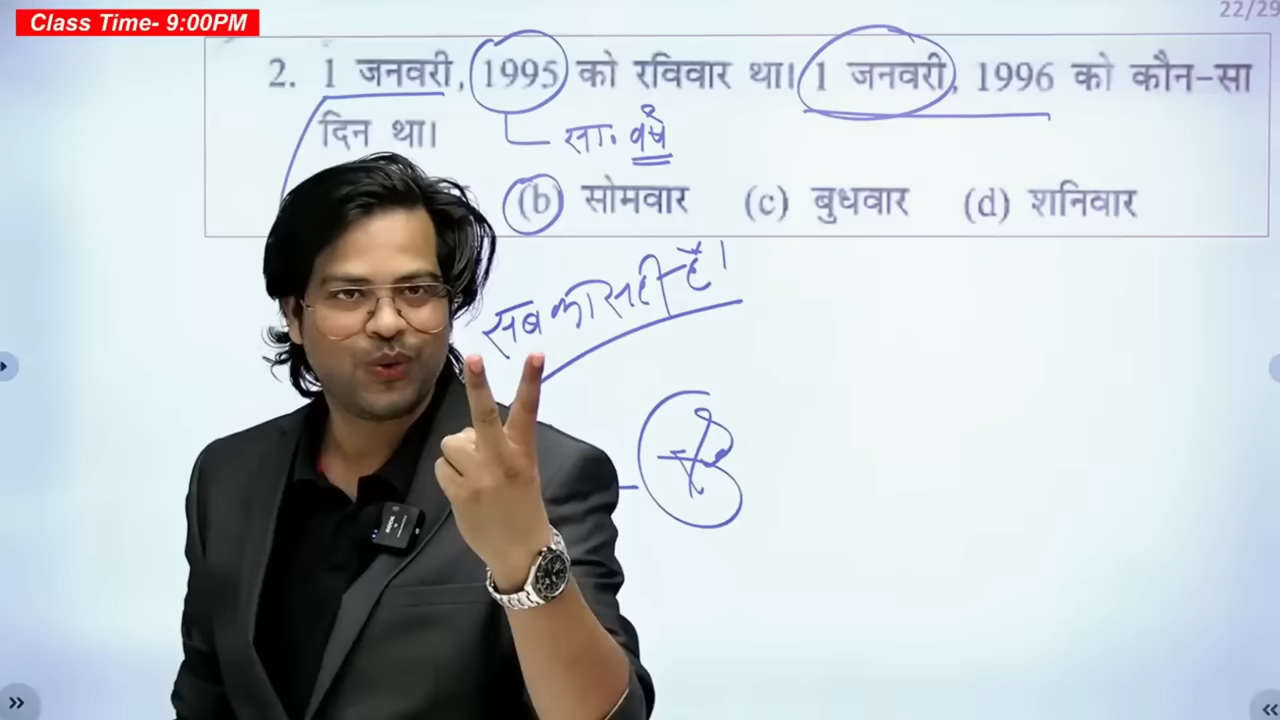 Class Time- 9:00PM
22/29
2. 1 जनवरी, 1995 को रविवार था। 1 जनवरी, 1996 को कौन-सा
दिन था।
सा. वर्ष
(b) सोमवार (c) बुधवार (d) शनिवार
सब का सही है।